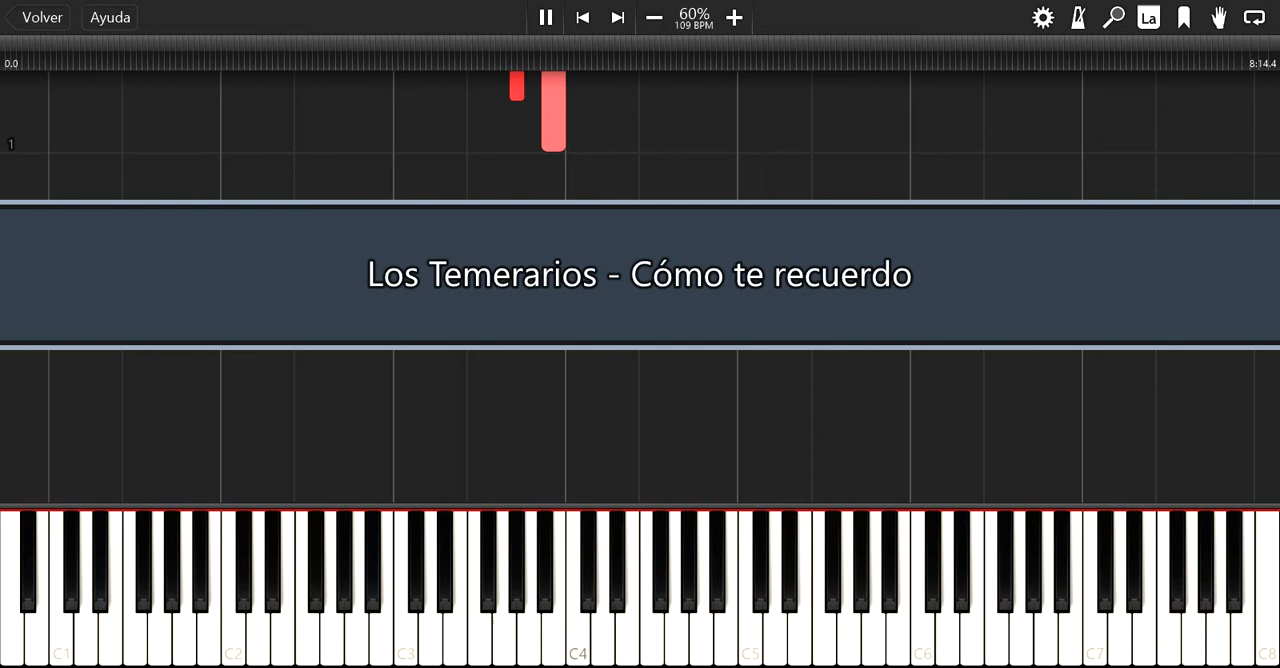 Volver
Ayuda
60%
109 BPM
La
0.0
8:14.4
1
Los Temerarios - Cómo te recuerdo
C1
C2
C3
C4
C5
C6
C7
C8